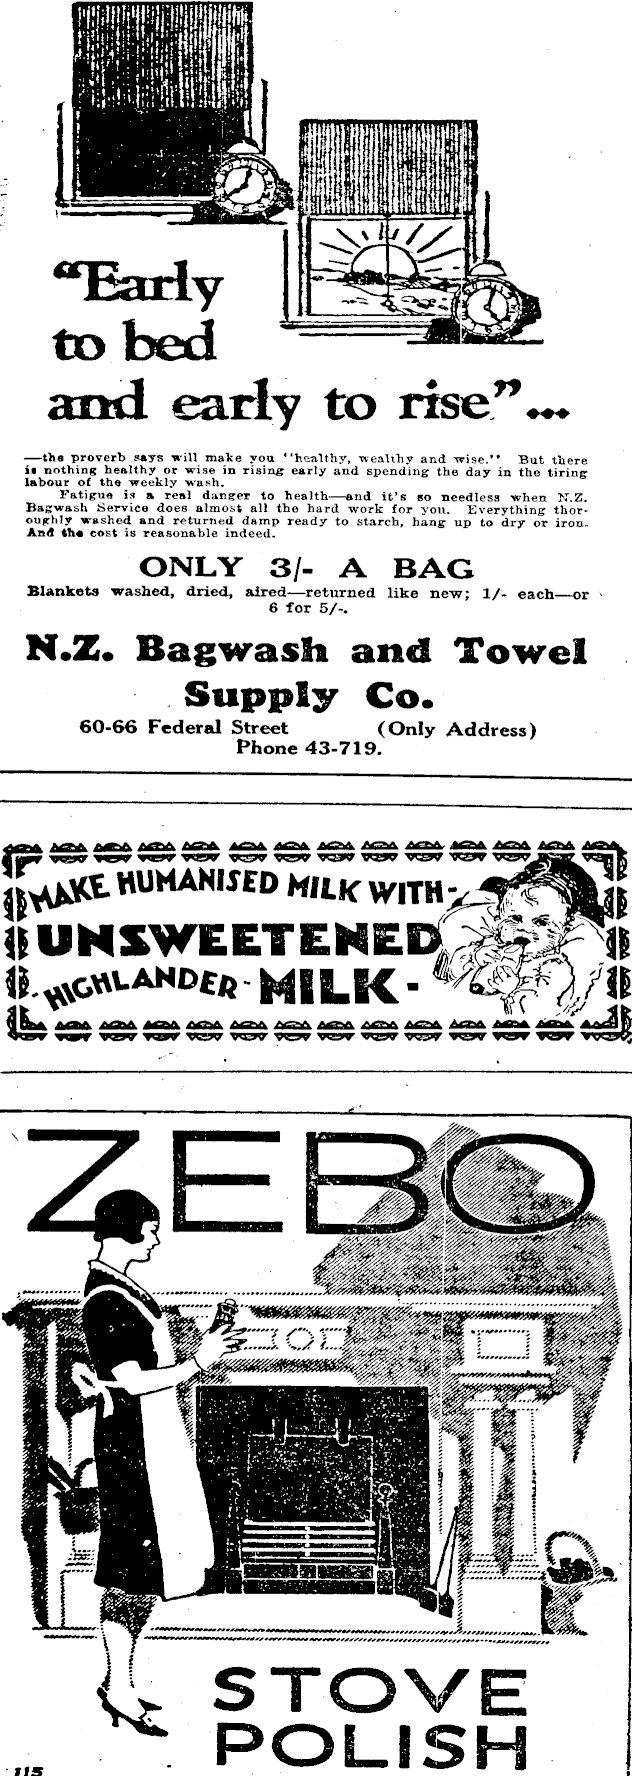 "Early
to bed
and early to rise"...
—the proverb says will make you "healthy, wealthy and wise." But there
is nothing healthy or wise in rising early and spending the day in the tiring
labour of the weekly wash.
Fatigue is a real danger to health—and it's so needless when N.Z.
Bagwash Service does almost all the hard work for you. Everything thor-
oughly washed and returned damp ready to starch, hang up to dry or iron.
And the cost is reasonable indeed.
ONLY 3/- A BAG
Blankets washed, dried, aired—returned like new; 1/- each—or
6 for 5/-.
N.Z. Bagwash and Towel
Supply Co.
60-66 Federal Street (Only Address)
Phone 43-719.
MAKE HUMANISED MILK WITH-
UNSWEETENED
-HIGHLANDER- MILK-
ZEBO
STOVE
POLISH
115